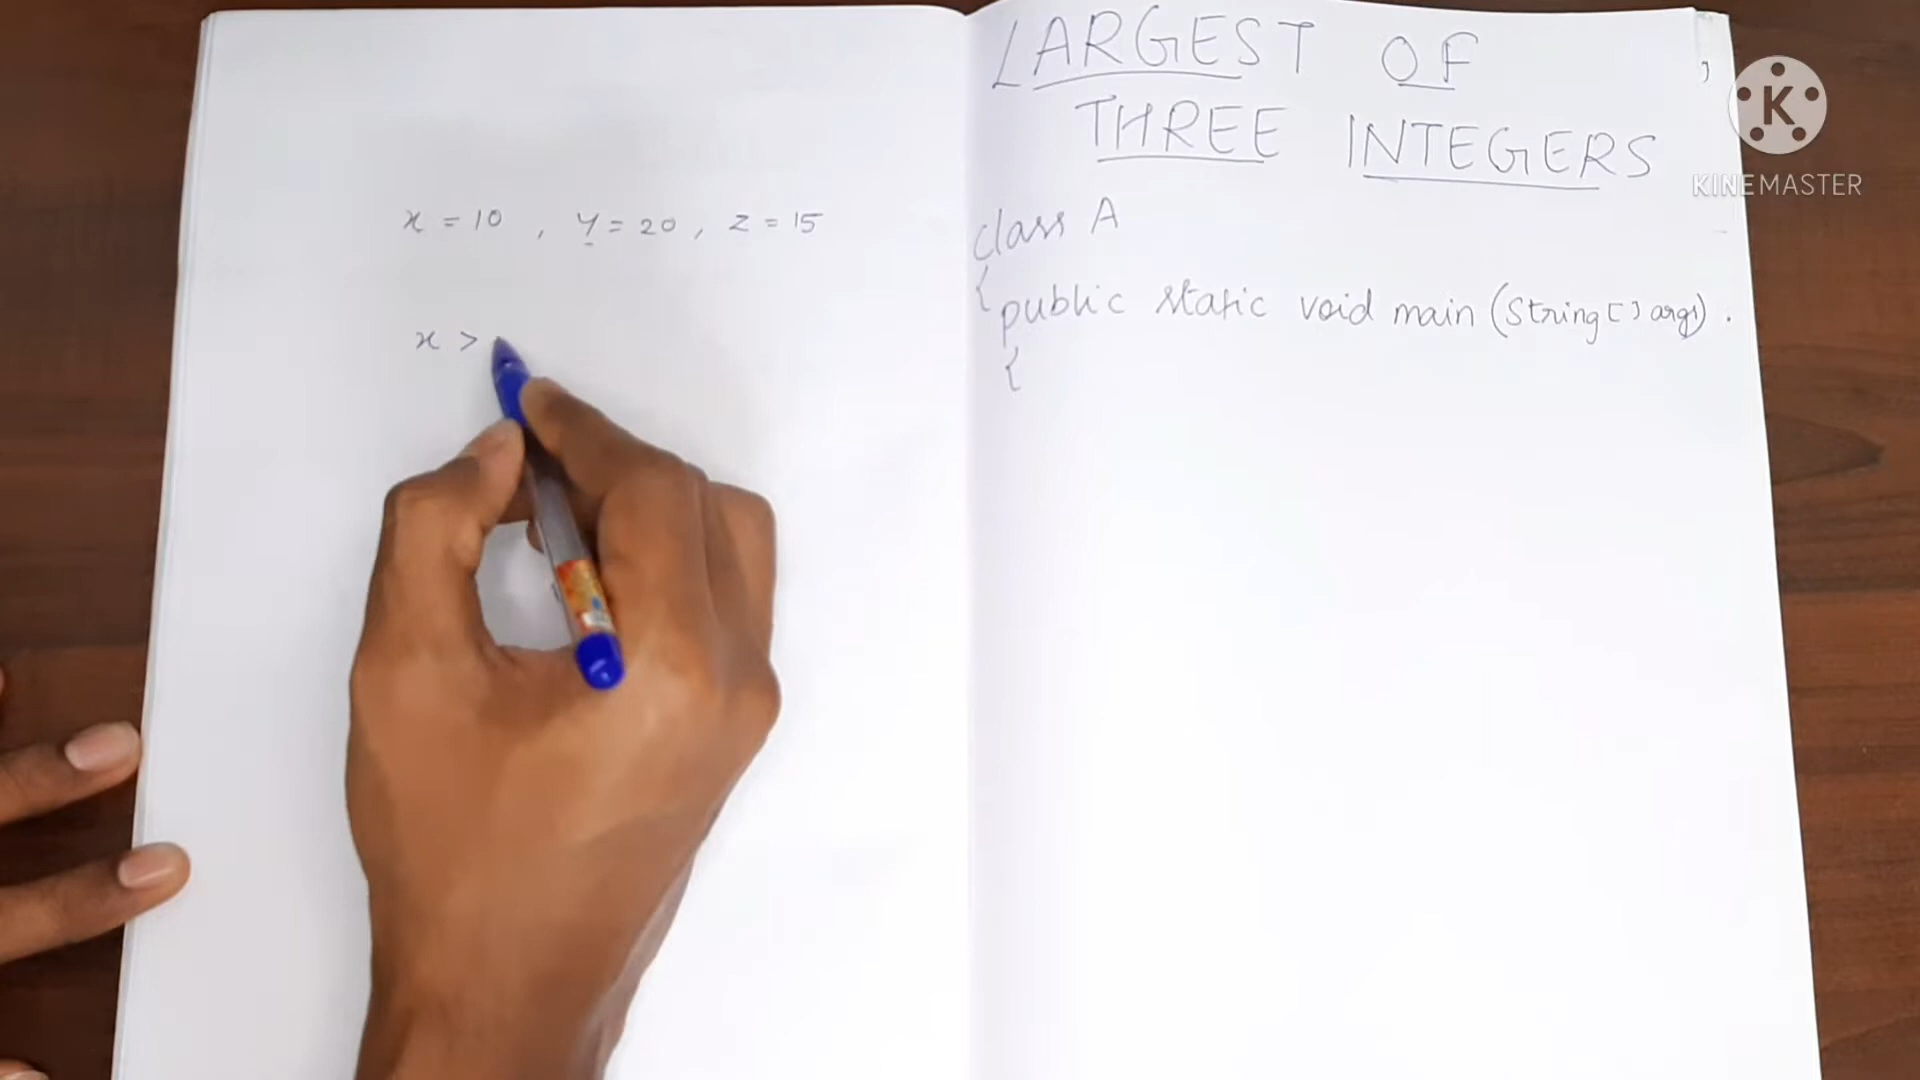 x = 10 , y = 20 , z = 15
x >
LARGEST OF
THREE INTEGERS
class A
{
public static void main (String [] args) .
{
KINEMASTER